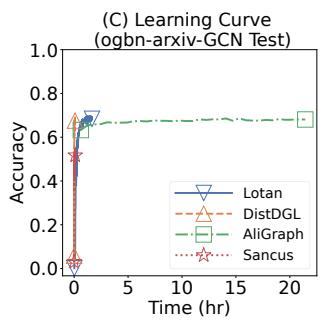 (C) Learning Curve
(ogbn-arxiv-GCN Test)
1.0
0.8
0.6
0.4
0.2
0.0
Accuracy
0 5 10 15 20
Time (hr)
Lotan
DistDGL
AliGraph
Sancus